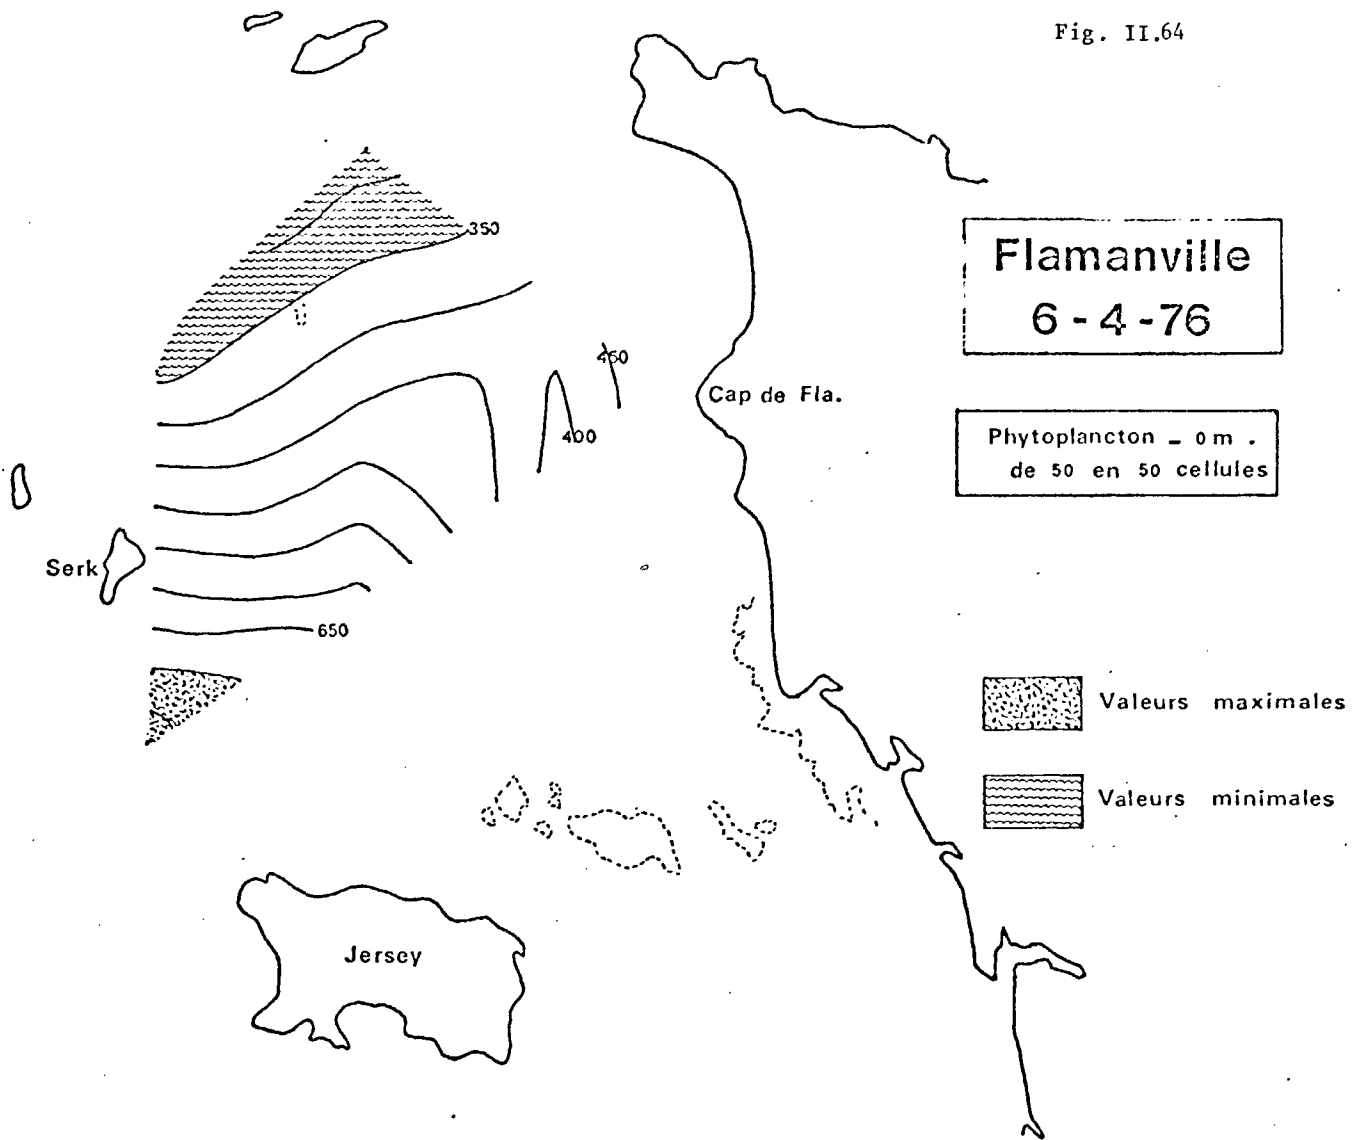 Fig. II.64
350
Flamanville
6 - 4 - 76
450
Cap de Fla.
400
Phytoplancton _ 0 m .
de 50 en 50 cellules
Serk
650
Valeurs maximales
Valeurs minimales
Jersey